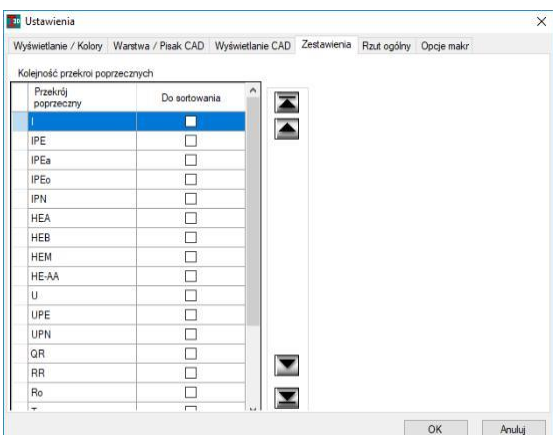 Ustawienia
Wyświetlanie / Kolory Warstwa / Pisak CAD Wyświetlanie CAD Zestawienia Rzut ogólny Opcje makr
Kolejność przekroi poprzecznych
Przekrój poprzeczny Do sortowania
I
IPE
IPEa
IPEo
IPN
HEA
HEB
HEM
HE-AA
U
UPE
UPN
QR
RR
Ro
OK Anuluj